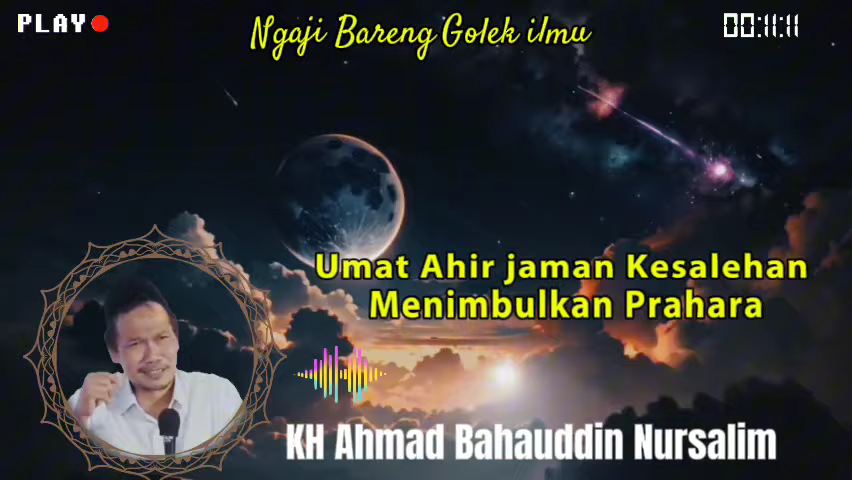 PLAY
Ngaji Bareng Golek ilmu
00:11:11
Umat Ahir jaman Kesalehan
Menimbulkan Prahara
KH Ahmad Bahauddin Nursalim